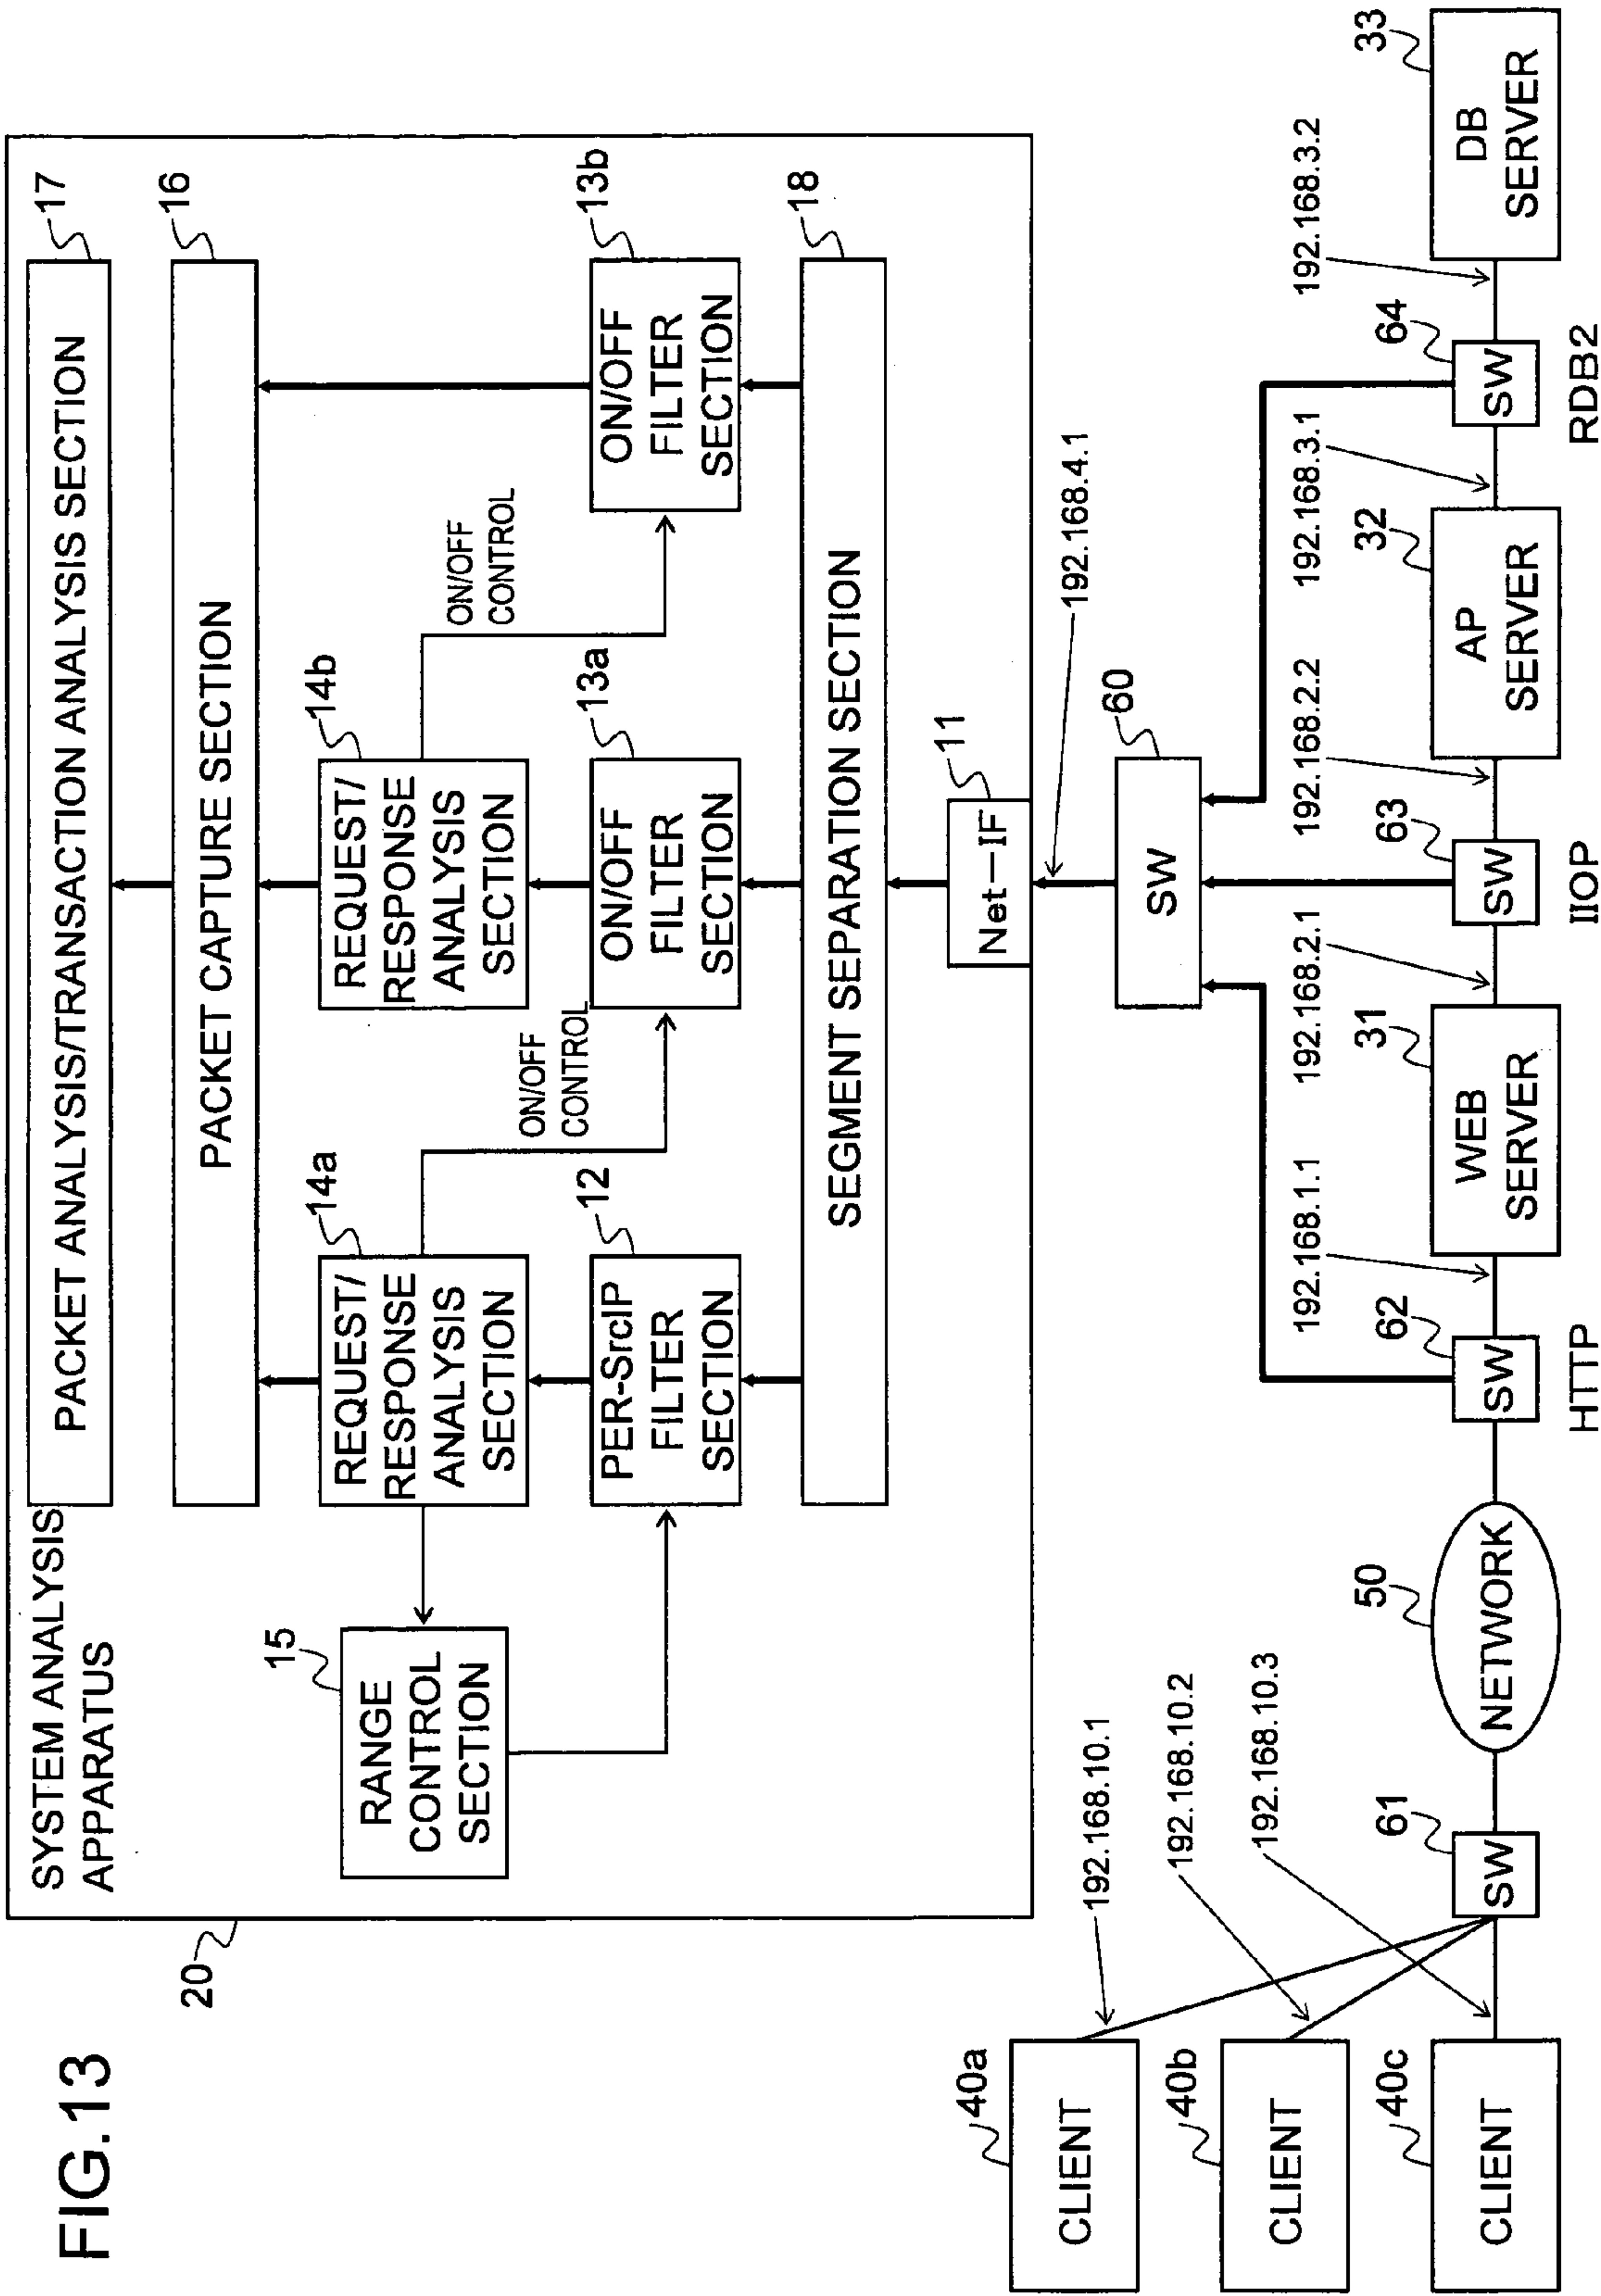 FIG.13
20
SYSTEM ANALYSIS
APPARATUS
PACKET ANALYSIS/TRANSACTION ANALYSIS SECTION
17
PACKET CAPTURE SECTION
16
15
RANGE
CONTROL
SECTION
14a
REQUEST/
RESPONSE
ANALYSIS
SECTION
14b
REQUEST/
RESPONSE
ANALYSIS
SECTION
ON/OFF
CONTROL
ON/OFF
CONTROL
12
PER-SrcIP
FILTER
SECTION
13a
ON/OFF
FILTER
SECTION
13b
ON/OFF
FILTER
SECTION
SEGMENT SEPARATION SECTION
18
Net-IF
11
192.168.4.1
SW
60
40a
CLIENT
192.168.10.1
40b
CLIENT
192.168.10.2
40c
CLIENT
192.168.10.3
61
SW
50
NETWORK
62
SW
HTTP
192.168.1.1
31
WEB
SERVER
192.168.2.1
63
SW
IIOP
192.168.2.2
32
AP
SERVER
192.168.3.1
64
SW
RDB2
192.168.3.2
33
DB
SERVER